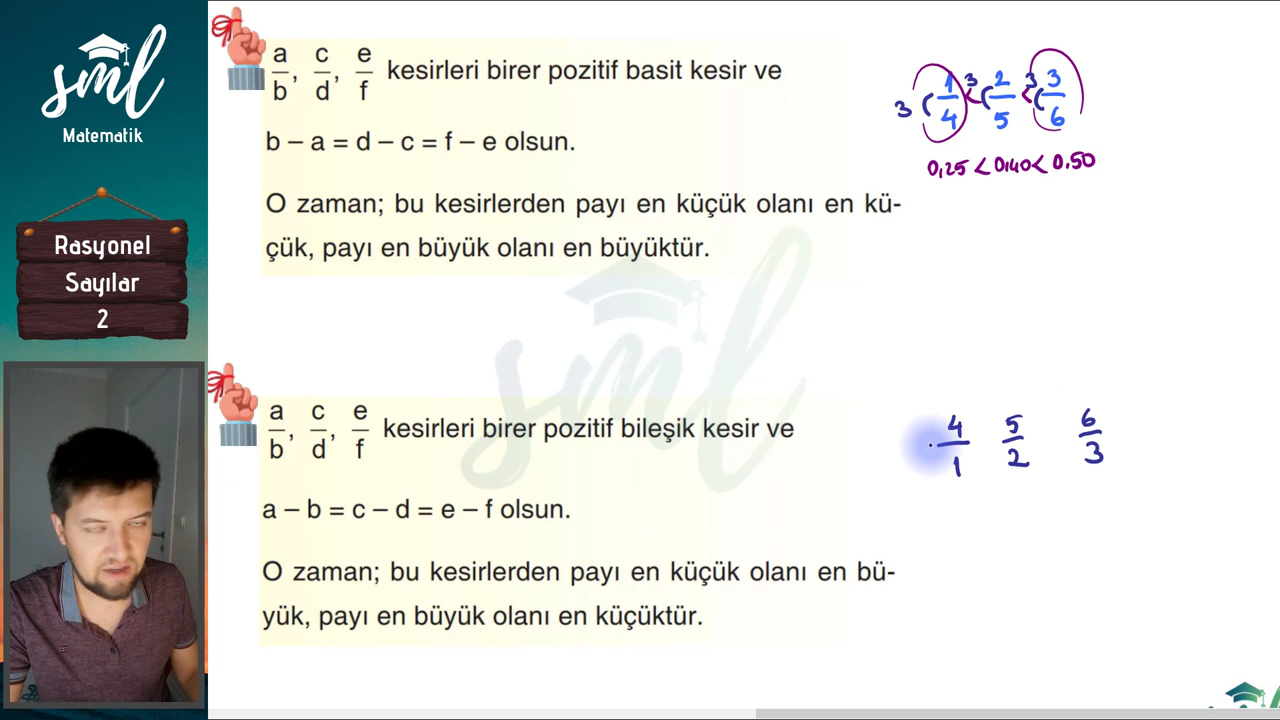 sml
Matematik
Rasyonel
Sayılar
2
a/b, c/d, e/f kesirleri birer pozitif basit kesir ve
b – a = d – c = f – e olsun.
O zaman; bu kesirlerden payı en küçük olanı en kü-
çük, payı en büyük olanı en büyüktür.
3 ( 1/4 < 3 ( 2/5 < 3 ( 3/6
0,25 < 0,40 < 0,50
sml
a/b, c/d, e/f kesirleri birer pozitif bileşik kesir ve
a – b = c – d = e – f olsun.
O zaman; bu kesirlerden payı en küçük olanı en bü-
yük, payı en büyük olanı en küçüktür.
4/1 5/2 6/3